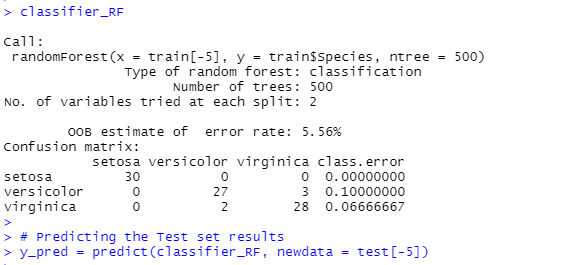 > classifier_RF
Call:
 randomForest(x = train[-5], y = train$Species, ntree = 500)
               Type of random forest: classification
                     Number of trees: 500
No. of variables tried at each split: 2
        OOB estimate of  error rate: 5.56%
Confusion matrix:
           setosa versicolor virginica class.error
setosa         30          0         0  0.00000000
versicolor      0         27         3  0.10000000
virginica       0          2        28  0.06666667
>
> # Predicting the Test set results
> y_pred = predict(classifier_RF, newdata = test[-5])